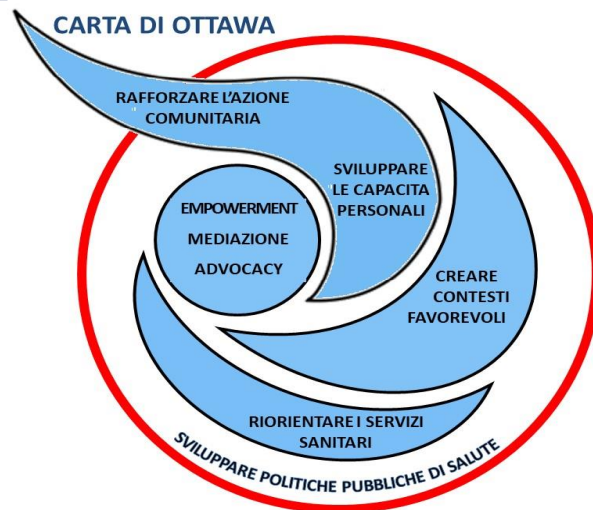 CARTA DI OTTAWA
RAFFORZARE L'AZIONE
COMUNITARIA
SVILUPPARE
LE CAPACITA
PERSONALI
EMPOWERMENT
MEDIAZIONE
ADVOCACY
CREARE
CONTESTI
FAVOREVOLI
RIORIENTARE I SERVIZI
SANITARI
SVILUPPARE POLITICHE PUBBLICHE DI SALUTE